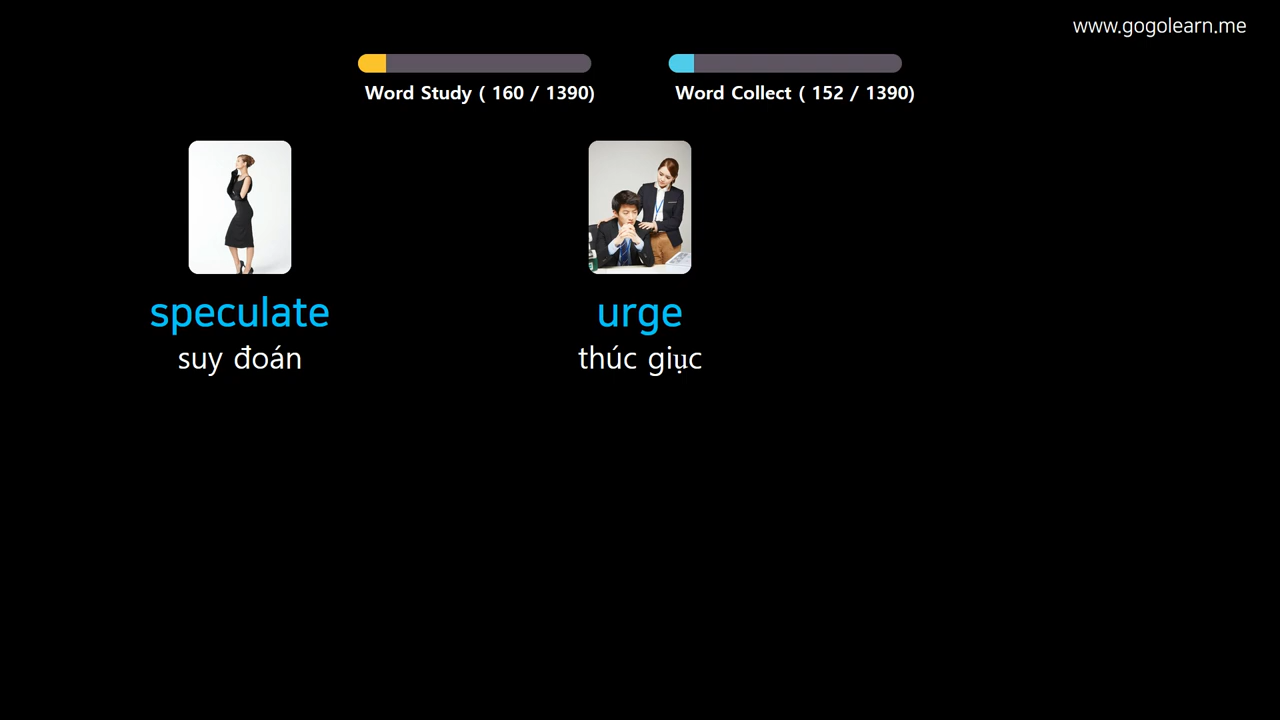 www.gogolearn.me
Word Study ( 160 / 1390)
Word Collect ( 152 / 1390)
speculate
suy đoán
urge
thúc giục